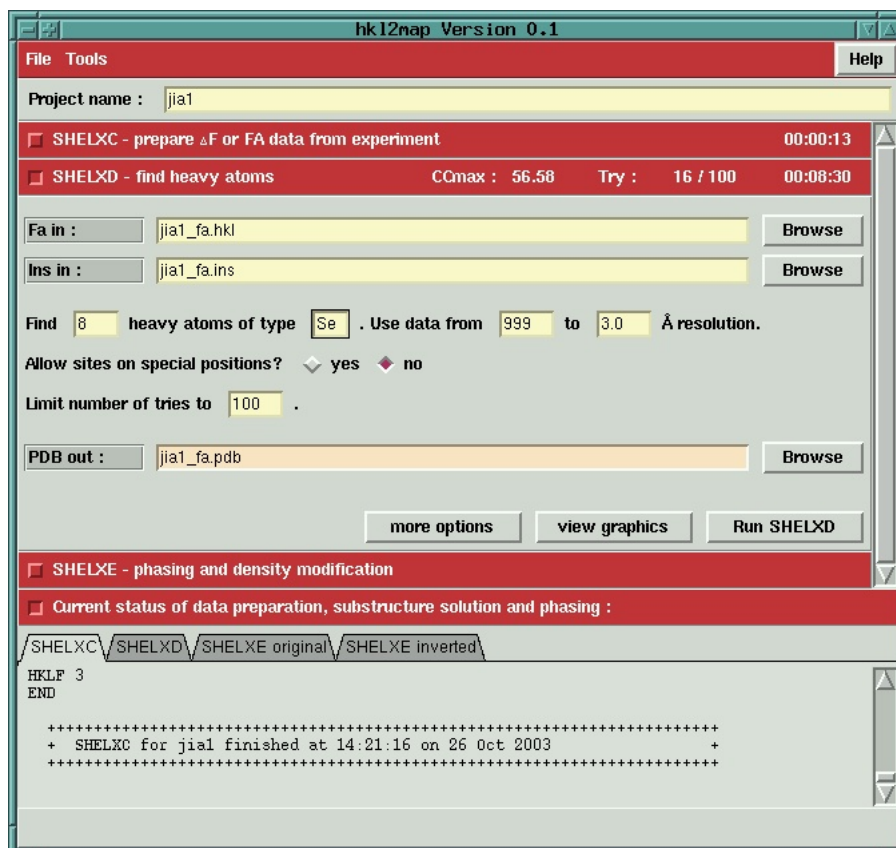 hkl2map Version 0.1
File Tools Help
Project name : jia1
SHELXC - prepare ΔF or FA data from experiment 00:00:13
SHELXD - find heavy atoms CCmax : 56.58 Try : 16 / 100 00:08:30
Fa in : jia1_fa.hkl Browse
Ins in : jia1_fa.ins Browse
Find 8 heavy atoms of type Se . Use data from 999 to 3.0 Å resolution.
Allow sites on special positions? yes no
Limit number of tries to 100 .
PDB out : jia1_fa.pdb Browse
more options view graphics Run SHELXD
SHELXE - phasing and density modification
Current status of data preparation, substructure solution and phasing :
SHELXC SHELXD SHELXE original SHELXE inverted
HKLF 3
END
++++++++++++++++++++++++++++++++++++++++++++++++++++++++++++++++++++++++
+ SHELXC for jia1 finished at 14:21:16 on 26 Oct 2003 +
++++++++++++++++++++++++++++++++++++++++++++++++++++++++++++++++++++++++